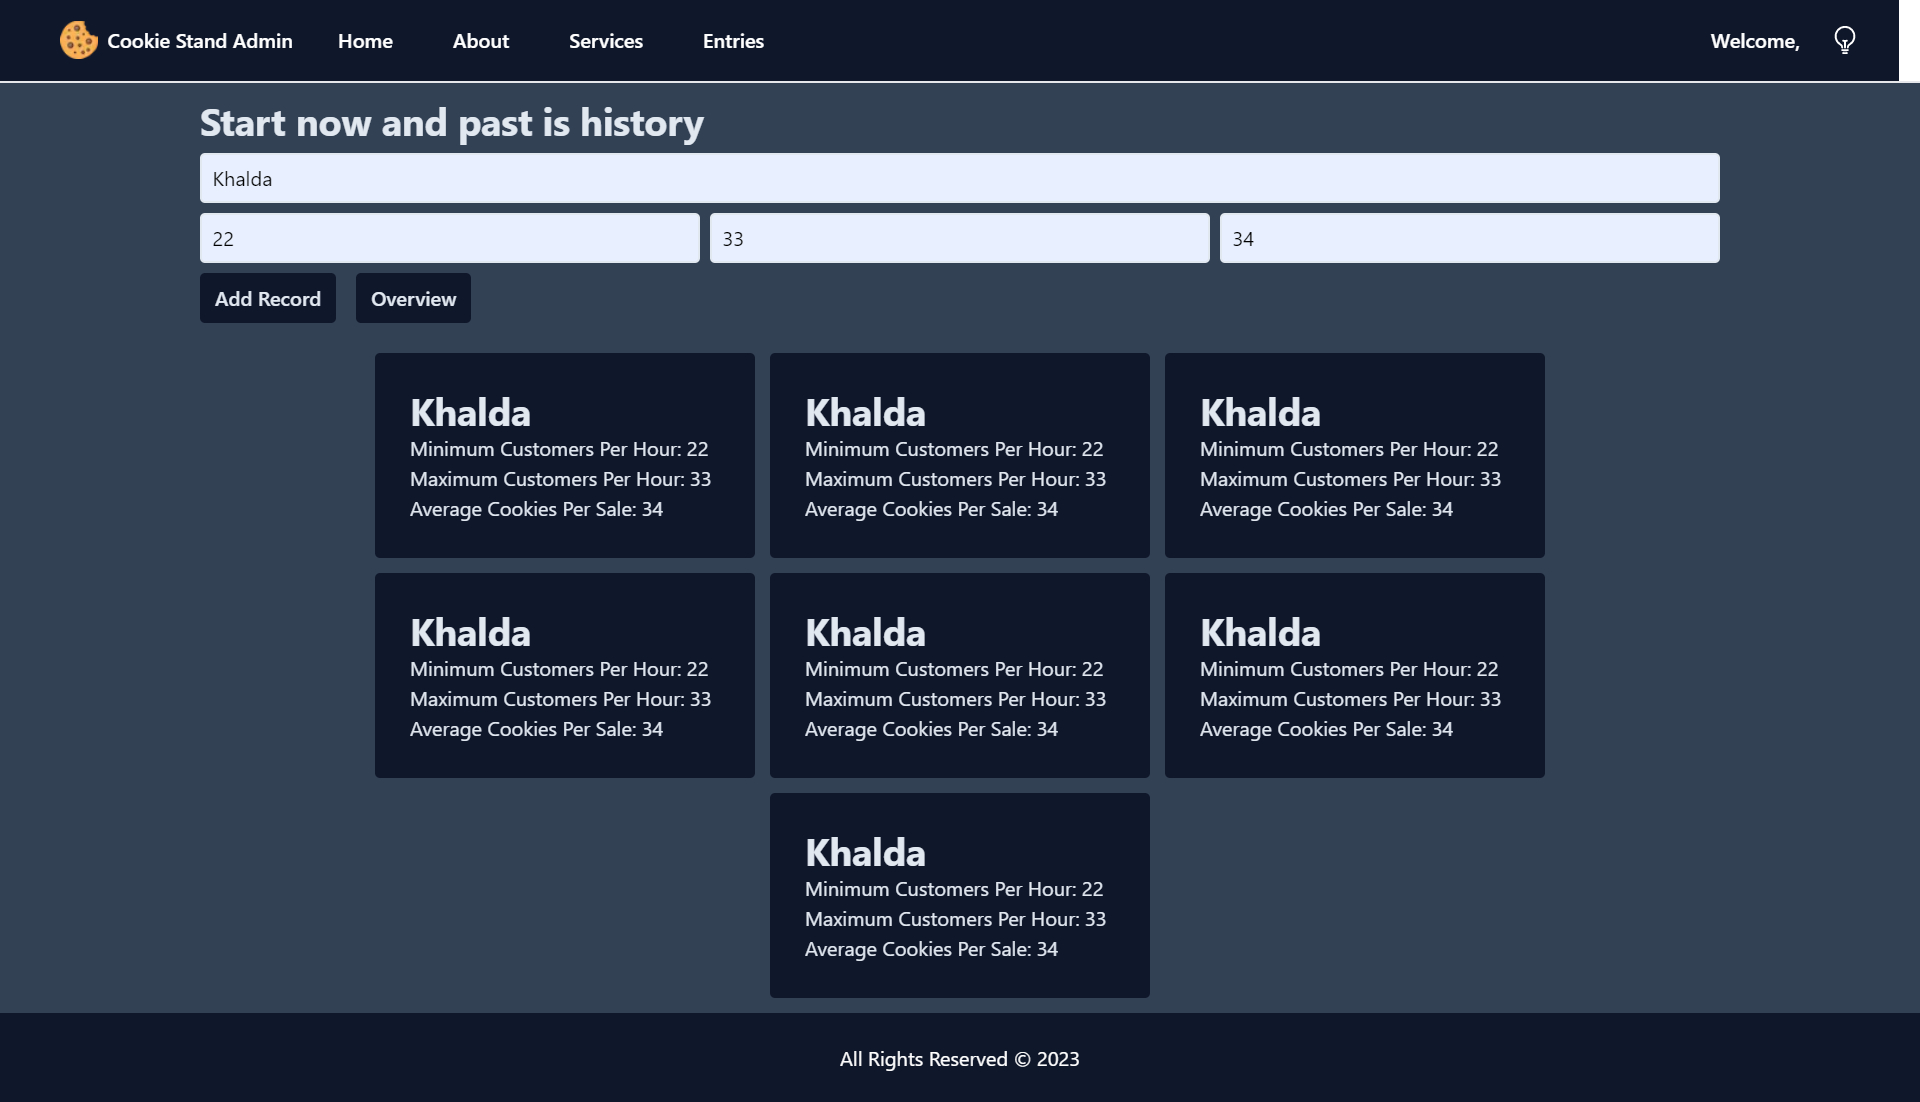 Cookie Stand Admin Home About Services Entries Welcome,
Start now and past is history
Khalda
22 33 34
Add Record Overview
Khalda
Minimum Customers Per Hour: 22
Maximum Customers Per Hour: 33
Average Cookies Per Sale: 34
Khalda
Minimum Customers Per Hour: 22
Maximum Customers Per Hour: 33
Average Cookies Per Sale: 34
Khalda
Minimum Customers Per Hour: 22
Maximum Customers Per Hour: 33
Average Cookies Per Sale: 34
Khalda
Minimum Customers Per Hour: 22
Maximum Customers Per Hour: 33
Average Cookies Per Sale: 34
Khalda
Minimum Customers Per Hour: 22
Maximum Customers Per Hour: 33
Average Cookies Per Sale: 34
Khalda
Minimum Customers Per Hour: 22
Maximum Customers Per Hour: 33
Average Cookies Per Sale: 34
Khalda
Minimum Customers Per Hour: 22
Maximum Customers Per Hour: 33
Average Cookies Per Sale: 34
All Rights Reserved © 2023